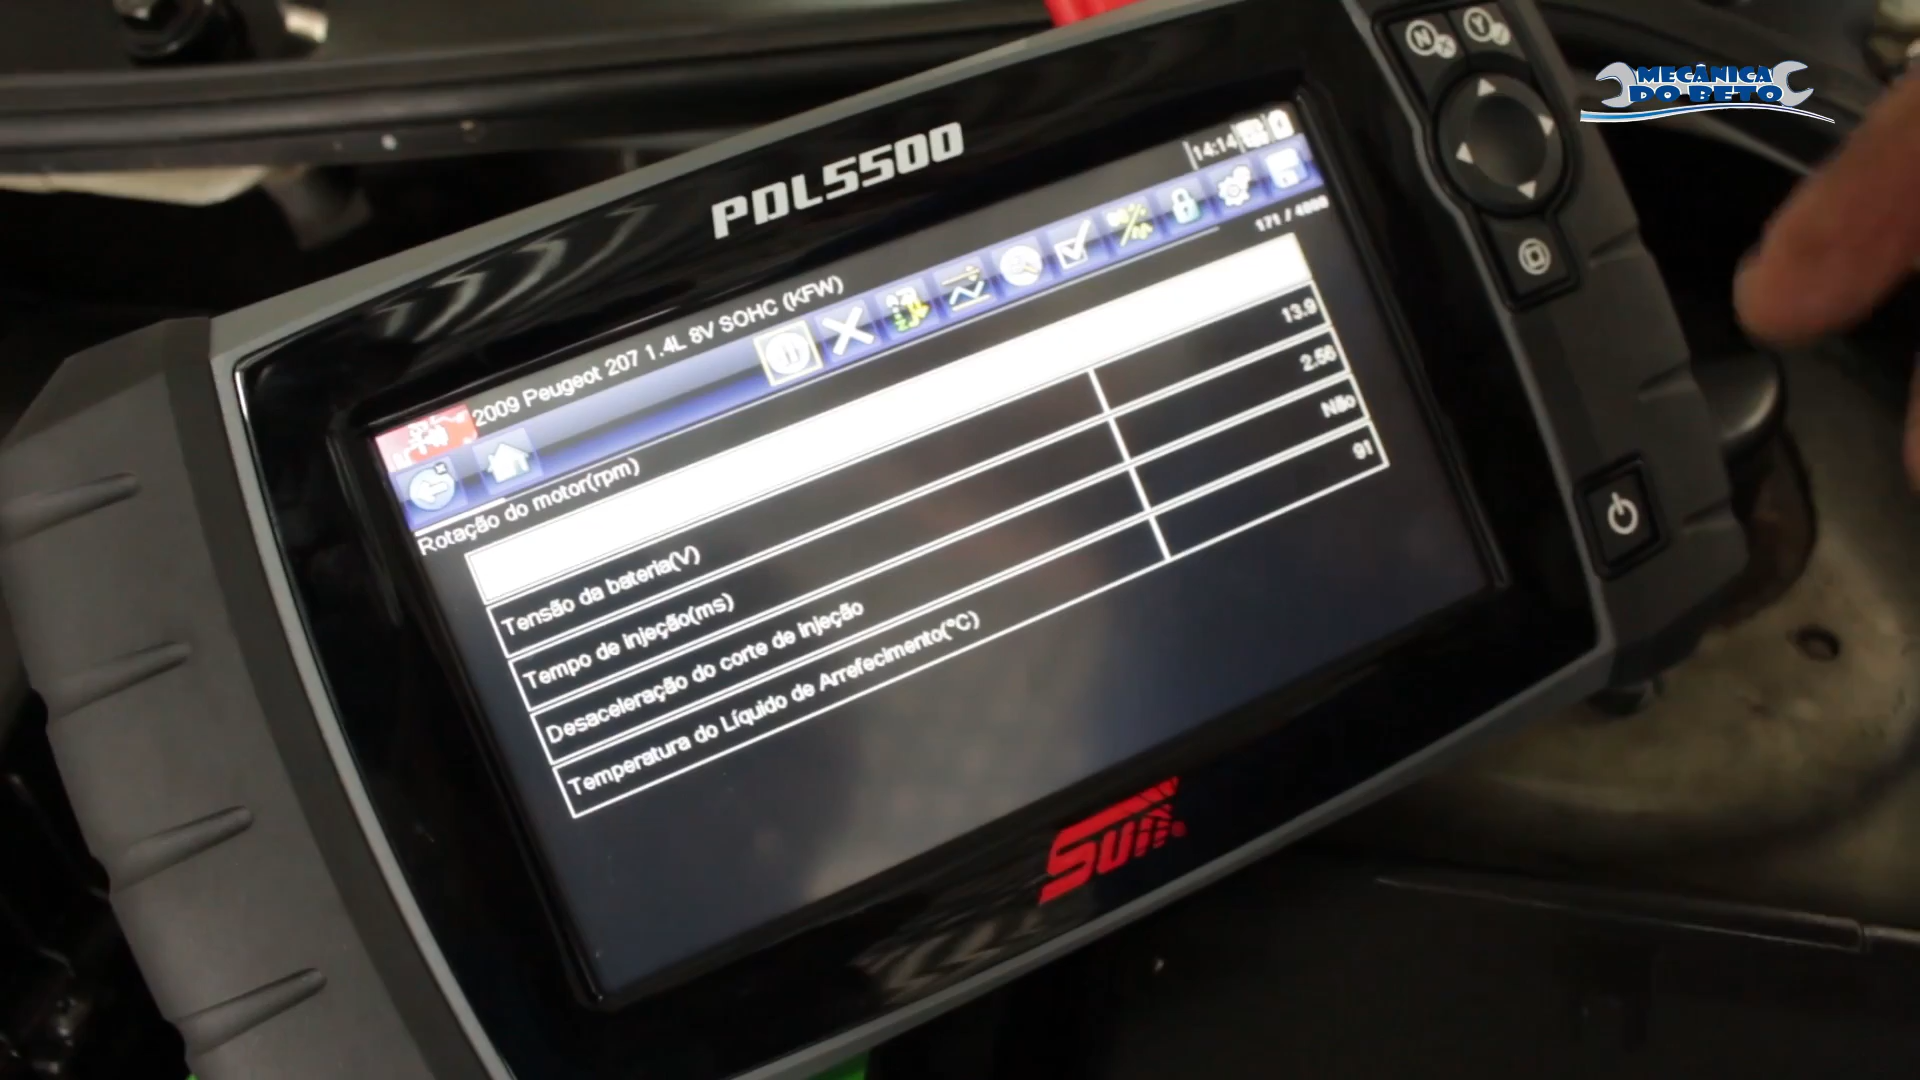 MECÂNICA
DO BETO
N X
Y
PDL5500
14:14
2009 Peugeot 207 1.4L 8V SOHC (KFW)
171 / 4000
Rotação do motor(rpm)
Tensão da bateria(V) 13.9
Tempo de injeção(ms) 2.56
Desaceleração do corte de injeção Não
Temperatura do Líquido de Arrefecimento(°C) 91
Sun